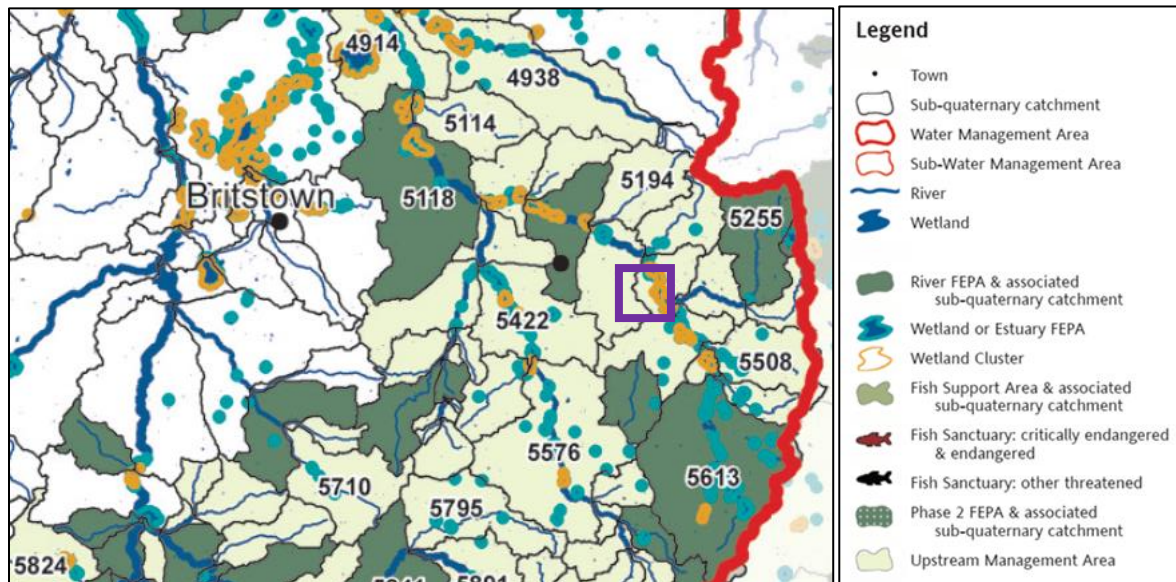 4914
4938
5114
5194
Britstown
5118
5255
5422
5508
5576
5613
5710
5795
5824
Legend
Town
Sub-quaternary catchment
Water Management Area
Sub-Water Management Area
River
Wetland
River FEPA & associated
sub-quaternary catchment
Wetland or Estuary FEPA
Wetland Cluster
Fish Support Area & associated
sub-quaternary catchment
Fish Sanctuary: critically endangered
& endangered
Fish Sanctuary: other threatened
Phase 2 FEPA & associated
sub-quaternary catchment
Upstream Management Area